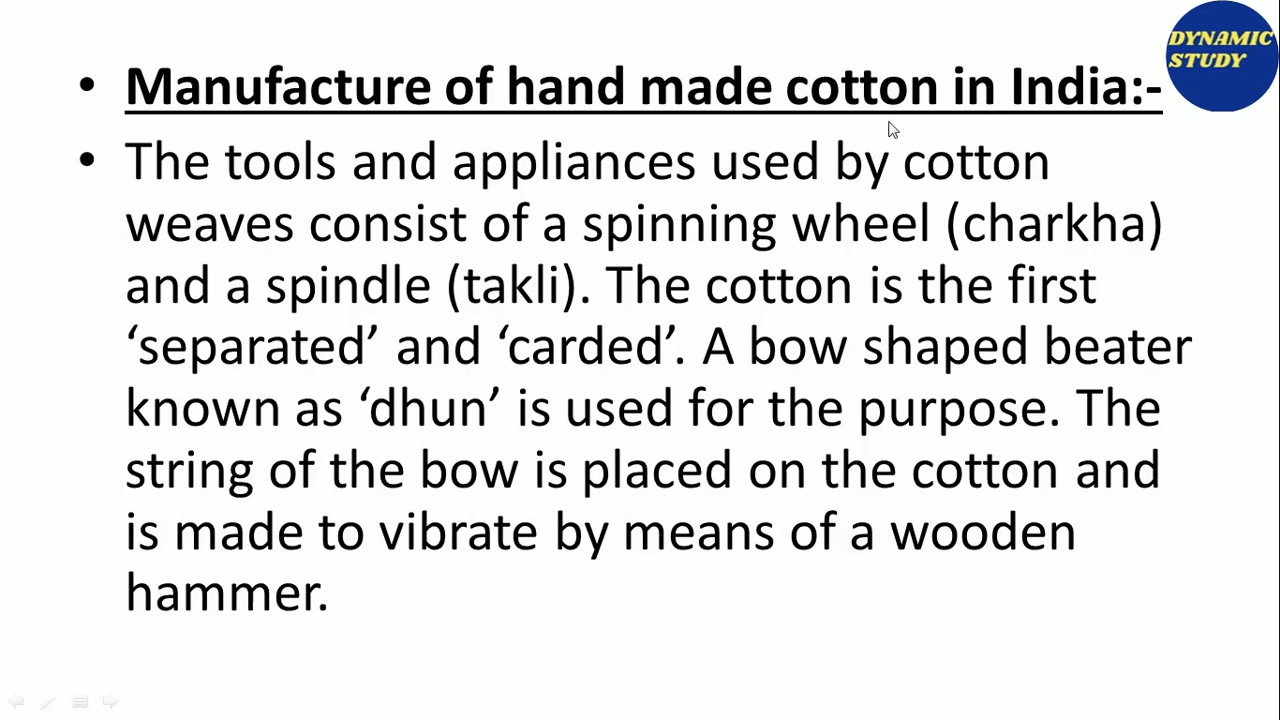 DYNAMIC
STUDY
• Manufacture of hand made cotton in India:-
• The tools and appliances used by cotton
weaves consist of a spinning wheel (charkha)
and a spindle (takli). The cotton is the first
‘separated’ and ‘carded’. A bow shaped beater
known as ‘dhun’ is used for the purpose. The
string of the bow is placed on the cotton and
is made to vibrate by means of a wooden
hammer.